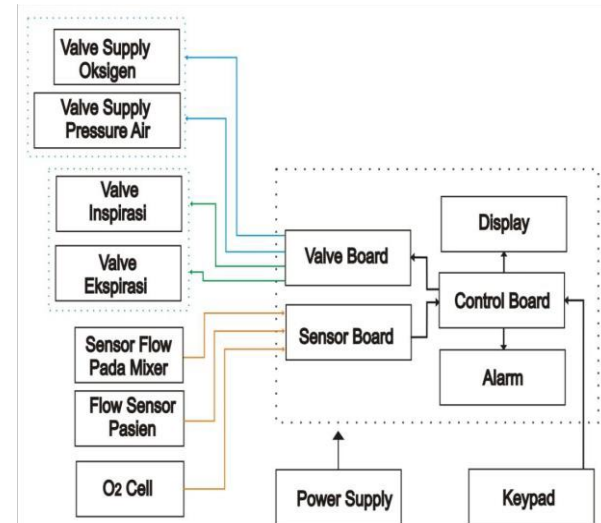 Valve Supply
Oksigen
Valve Supply
Pressure Air
Valve
Inspirasi
Valve
Ekspirasi
Sensor Flow
Pada Mixer
Flow Sensor
Pasien
O2 Cell
Valve Board
Sensor Board
Display
Control Board
Alarm
Power Supply
Keypad